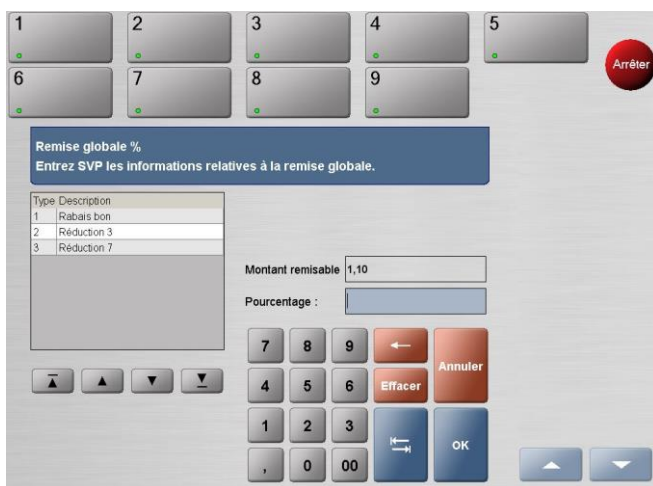 1
2
3
4
5
Arrêter
6
7
8
9
Remise globale %
Entrez SVP les informations relatives à la remise globale.
Type Description
1 Rabais bon
2 Réduction 3
3 Réduction 7
Montant remisable 1,10
Pourcentage :
7 8 9
Annuler
4 5 6 Effacer
1 2 3
OK
, 0 00